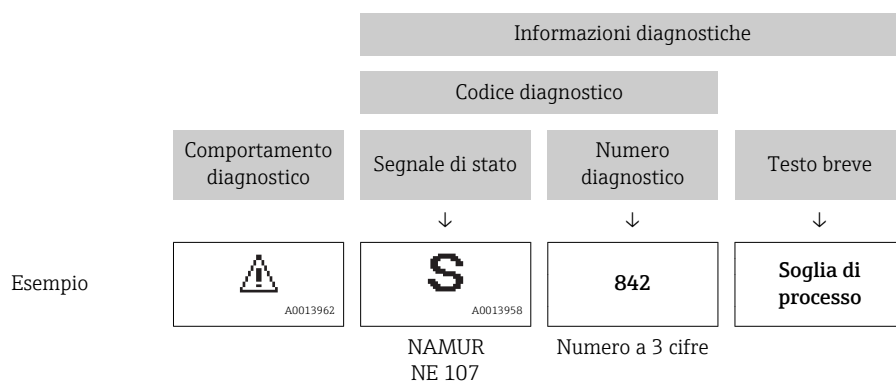 Informazioni diagnostiche
Codice diagnostico
Comportamento
diagnostico
Segnale di stato
Numero
diagnostico
Testo breve
↓
↓
↓
Esempio
A0013962
S
A0013958
842
Soglia di
processo
NAMUR
NE 107
Numero a 3 cifre